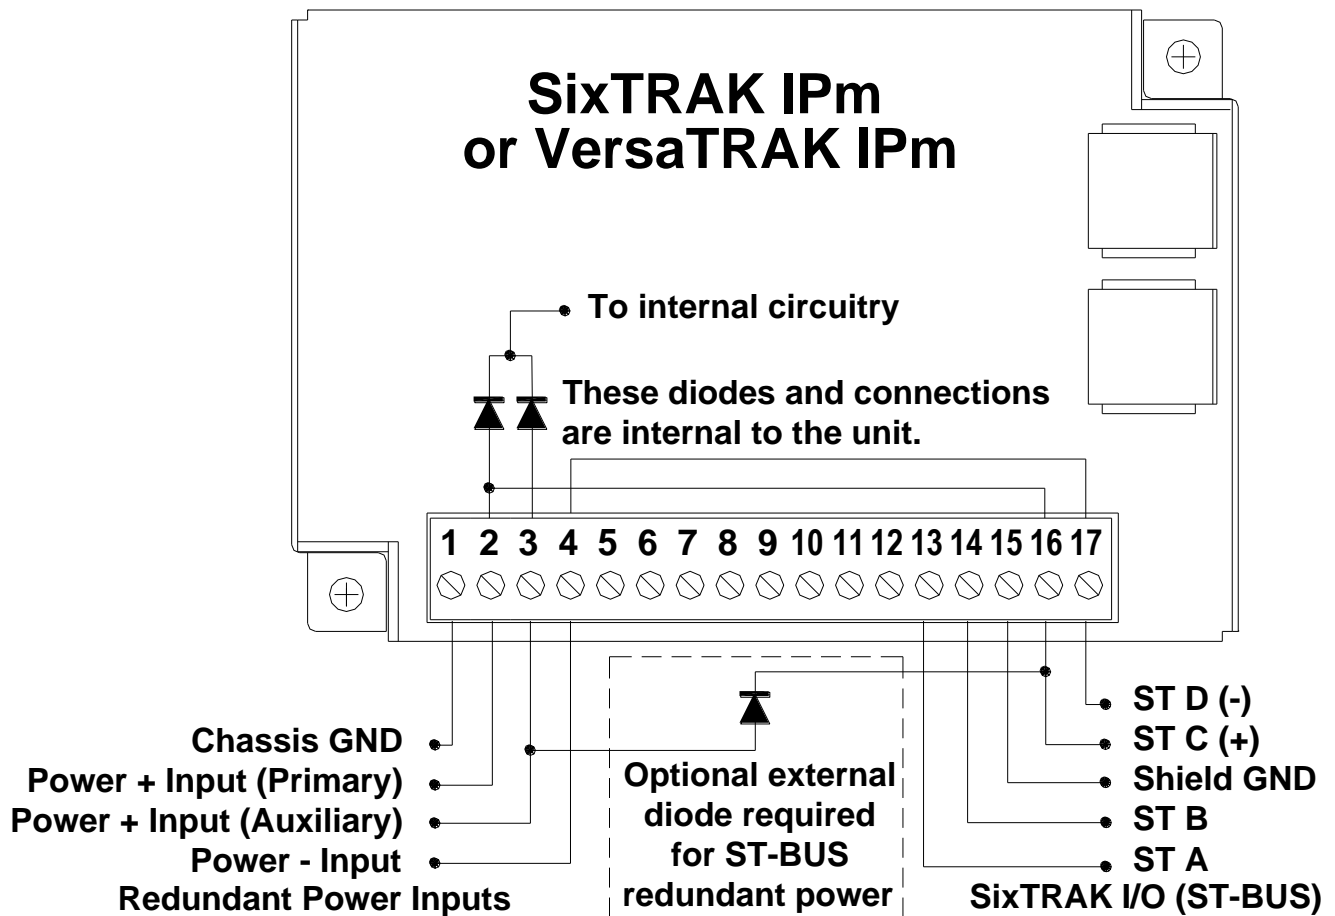 SixTRAK IPm
or VersaTRAK IPm
To internal circuitry
These diodes and connections
are internal to the unit.
1 2 3 4 5 6 7 8 9 10 11 12 13 14 15 16 17
Chassis GND
Power + Input (Primary)
Power + Input (Auxiliary)
Power - Input
Redundant Power Inputs
Optional external
diode required
for ST-BUS
redundant power
ST D (-)
ST C (+)
Shield GND
ST B
ST A
SixTRAK I/O (ST-BUS)